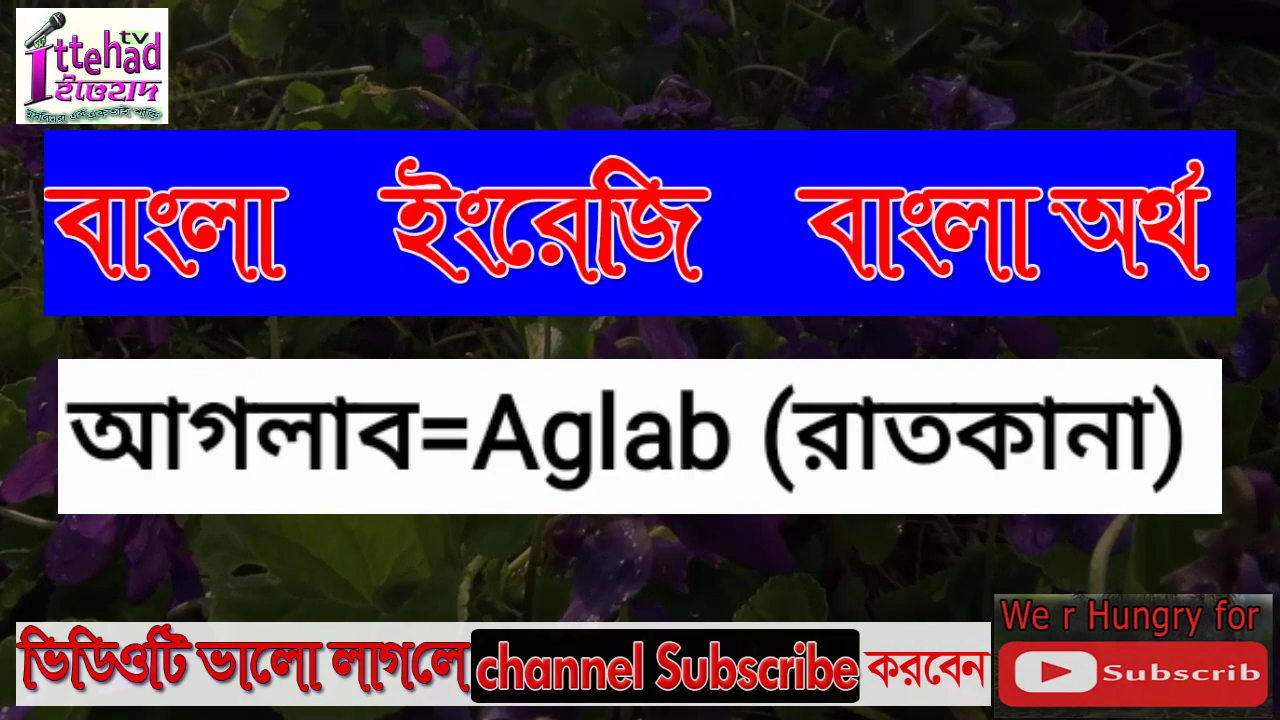 ittehad tv
ইত্তেহাদ
বাংলা ইংরেজি বাংলা অর্থ
আগলাব=Aglab (রাতকানা)
ভিডিওটি ভালো লাগলে channel Subscribe করবেন
We r Hungry for
Subscrib